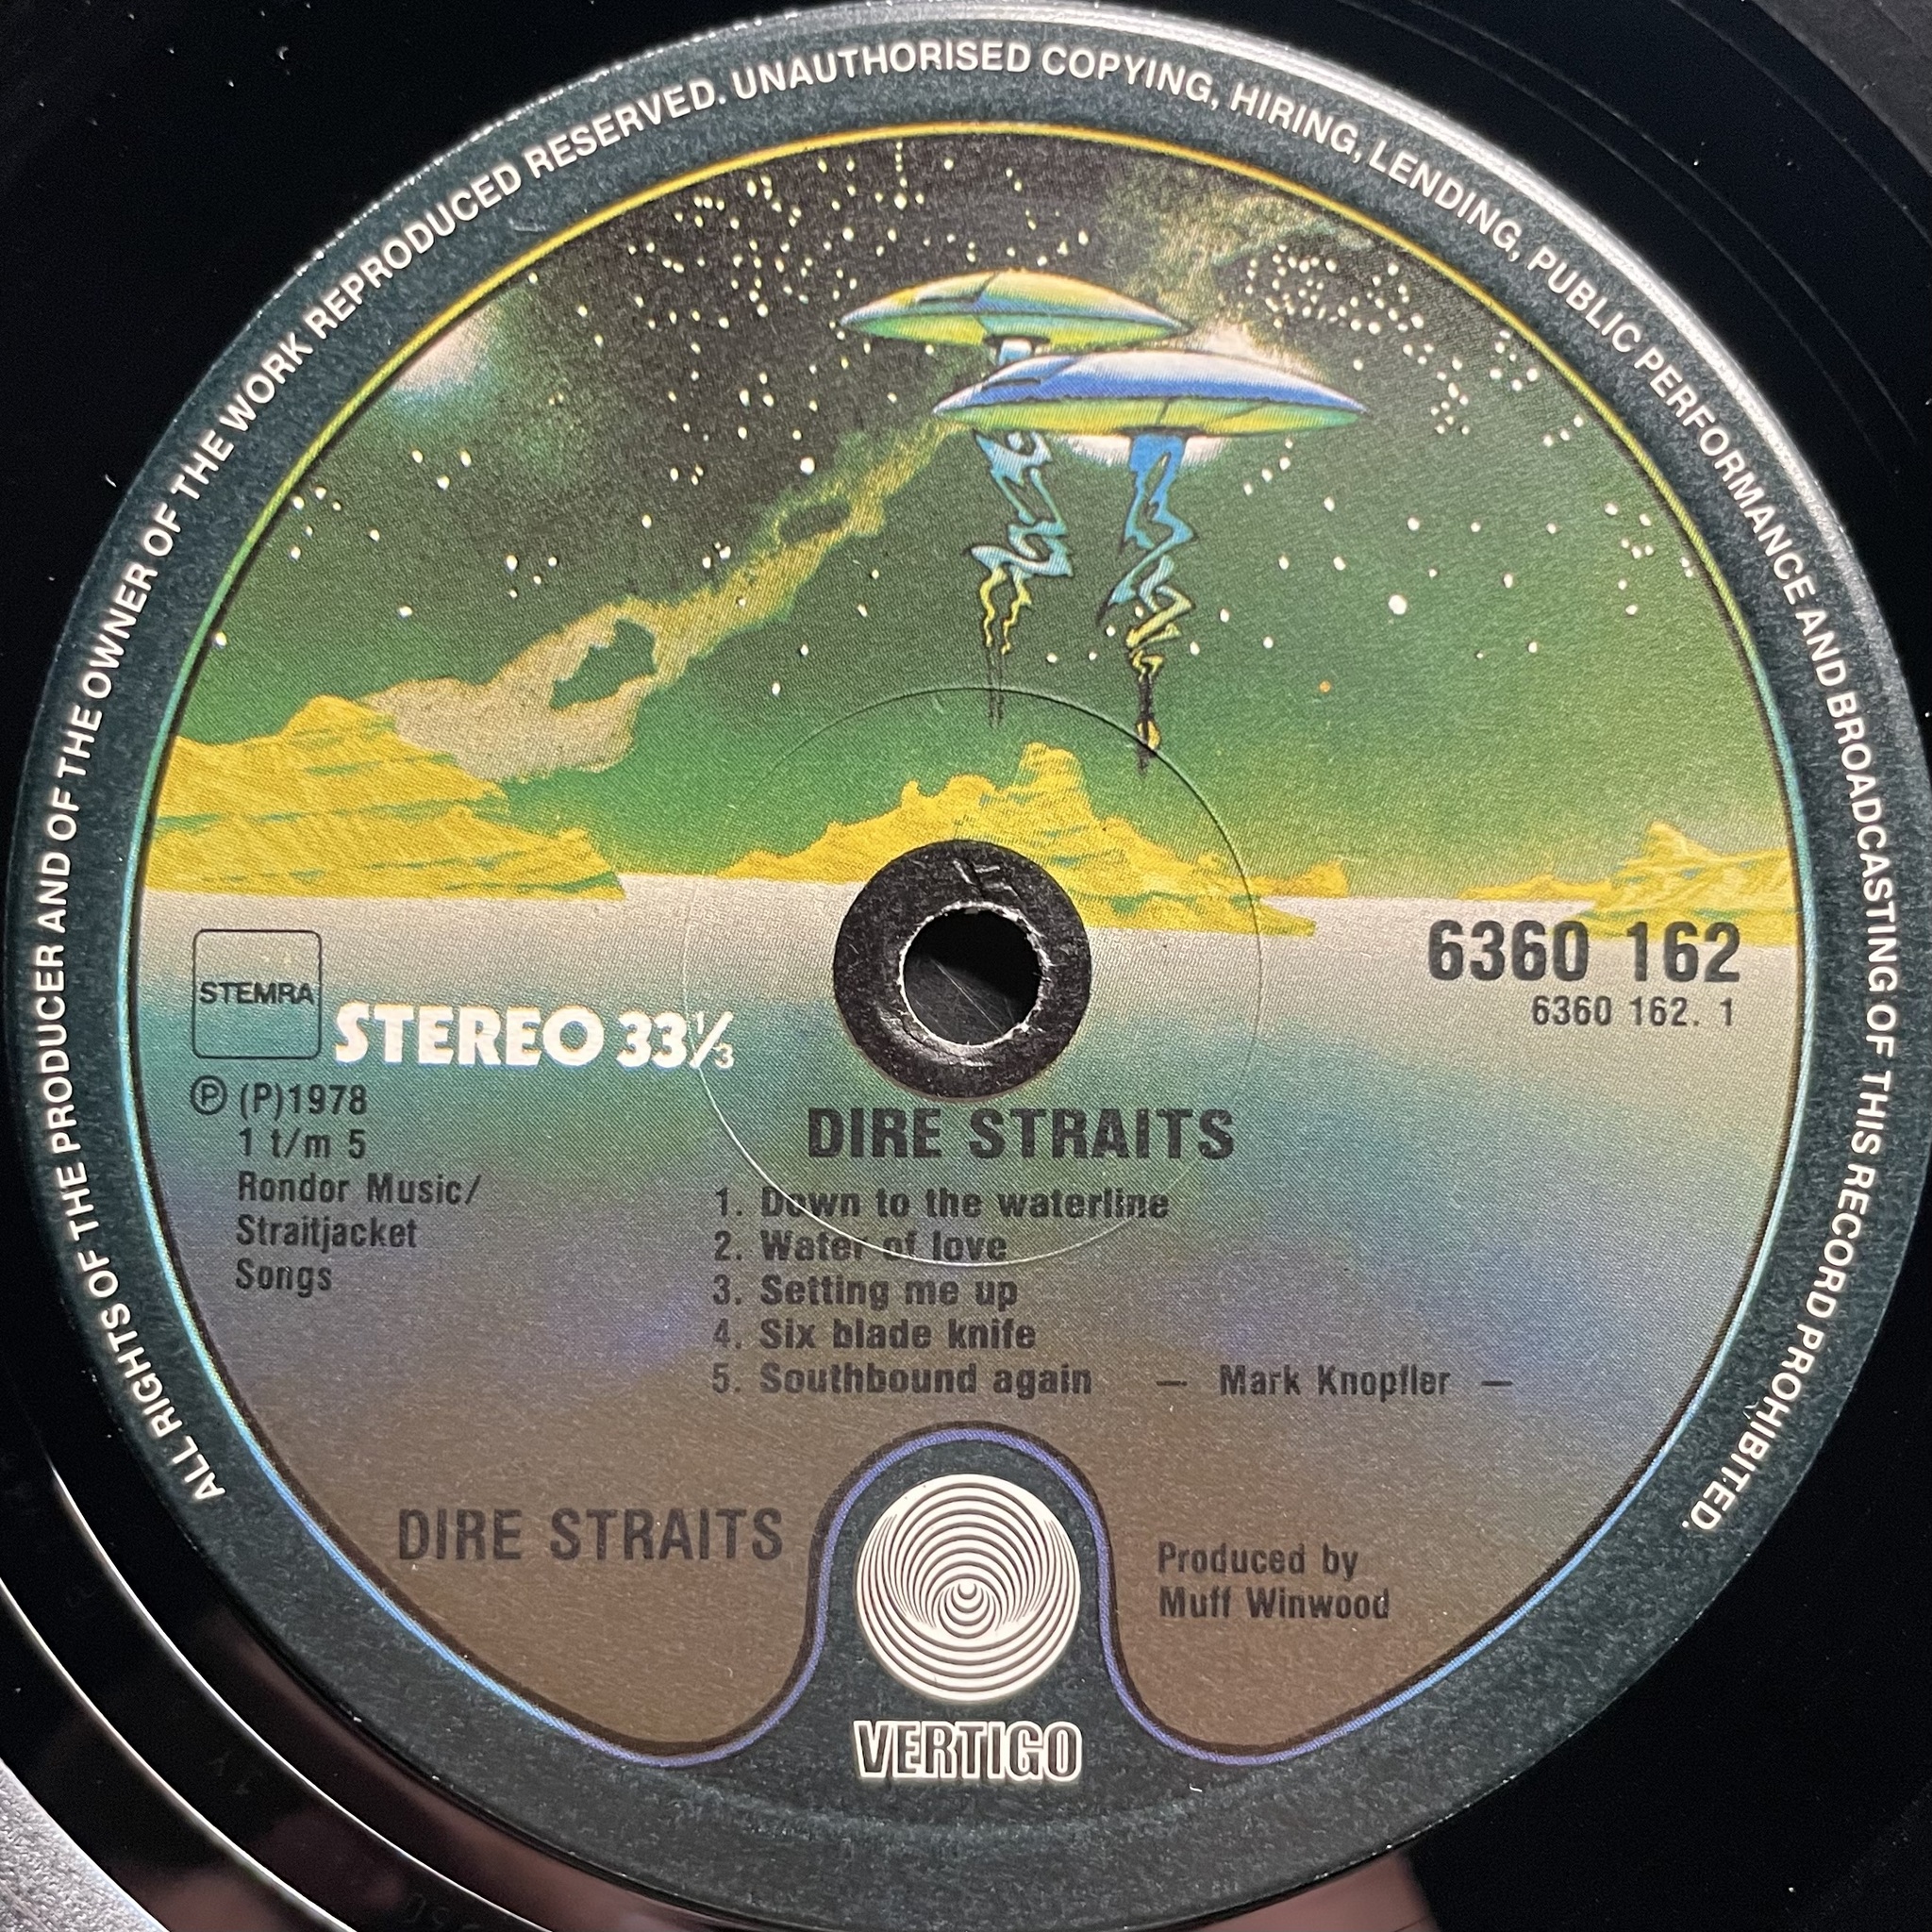 ALL RIGHTS OF THE PRODUCER AND OF THE OWNER OF THE WORK REPRODUCED RESERVED. UNAUTHORISED COPYING, HIRING, LENDING, PUBLIC PERFORMANCE AND BROADCASTING OF THIS RECORD PROHIBITED.
6360 162
6360 162. 1
STEMRA
STEREO 33⅓
Ⓟ (P)1978
1 t/m 5
Rondor Music/
Straitjacket
Songs
DIRE STRAITS
1. Down to the waterline
2. Water of love
3. Setting me up
4. Six blade knife
5. Southbound again — Mark Knopfler —
DIRE STRAITS
Produced by
Muff Winwood
VERTIGO